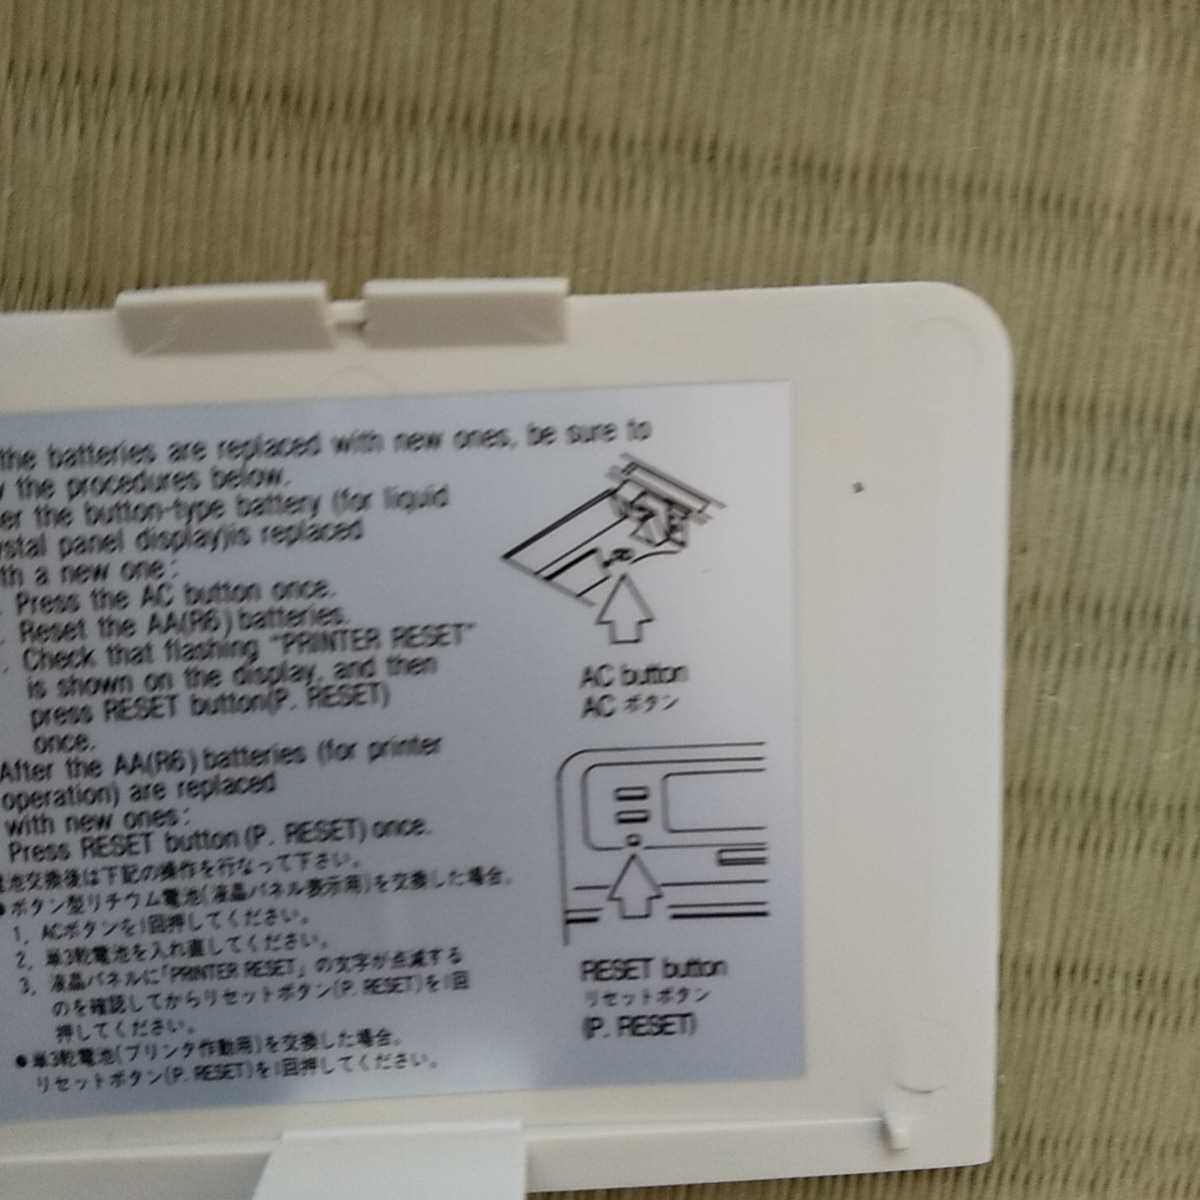 the batteries are replaced with new ones, be sure to
the procedures below.
er the button-type battery (for liquid
ystal panel display)is replaced
th a new one:
Press the AC button once.
Reset the AA(R6) batteries.
Check that flashing "PRINTER RESET"
is shown on the display, and then
press RESET button(P. RESET)
once.
After the AA(R6) batteries (for printer
operation) are replaced
with new ones:
Press RESET button (P. RESET) once.
電池交換後は下記の操作を行なって下さい。
●ボタン型リチウム電池(液晶パネル表示用)を交換した場合。
1, ACボタンを1回押してください。
2, 単3乾電池を入れ直してください。
3, 液晶パネルに「PRINTER RESET」の文字が点滅する
のを確認してからリセットボタン(P. RESET)を1回
押してください。
●単3乾電池(プリンタ作動用)を交換した場合。
リセットボタン(P. RESET)を1回押してください。
AC button
AC ボタン
RESET button
リセットボタン
(P. RESET)